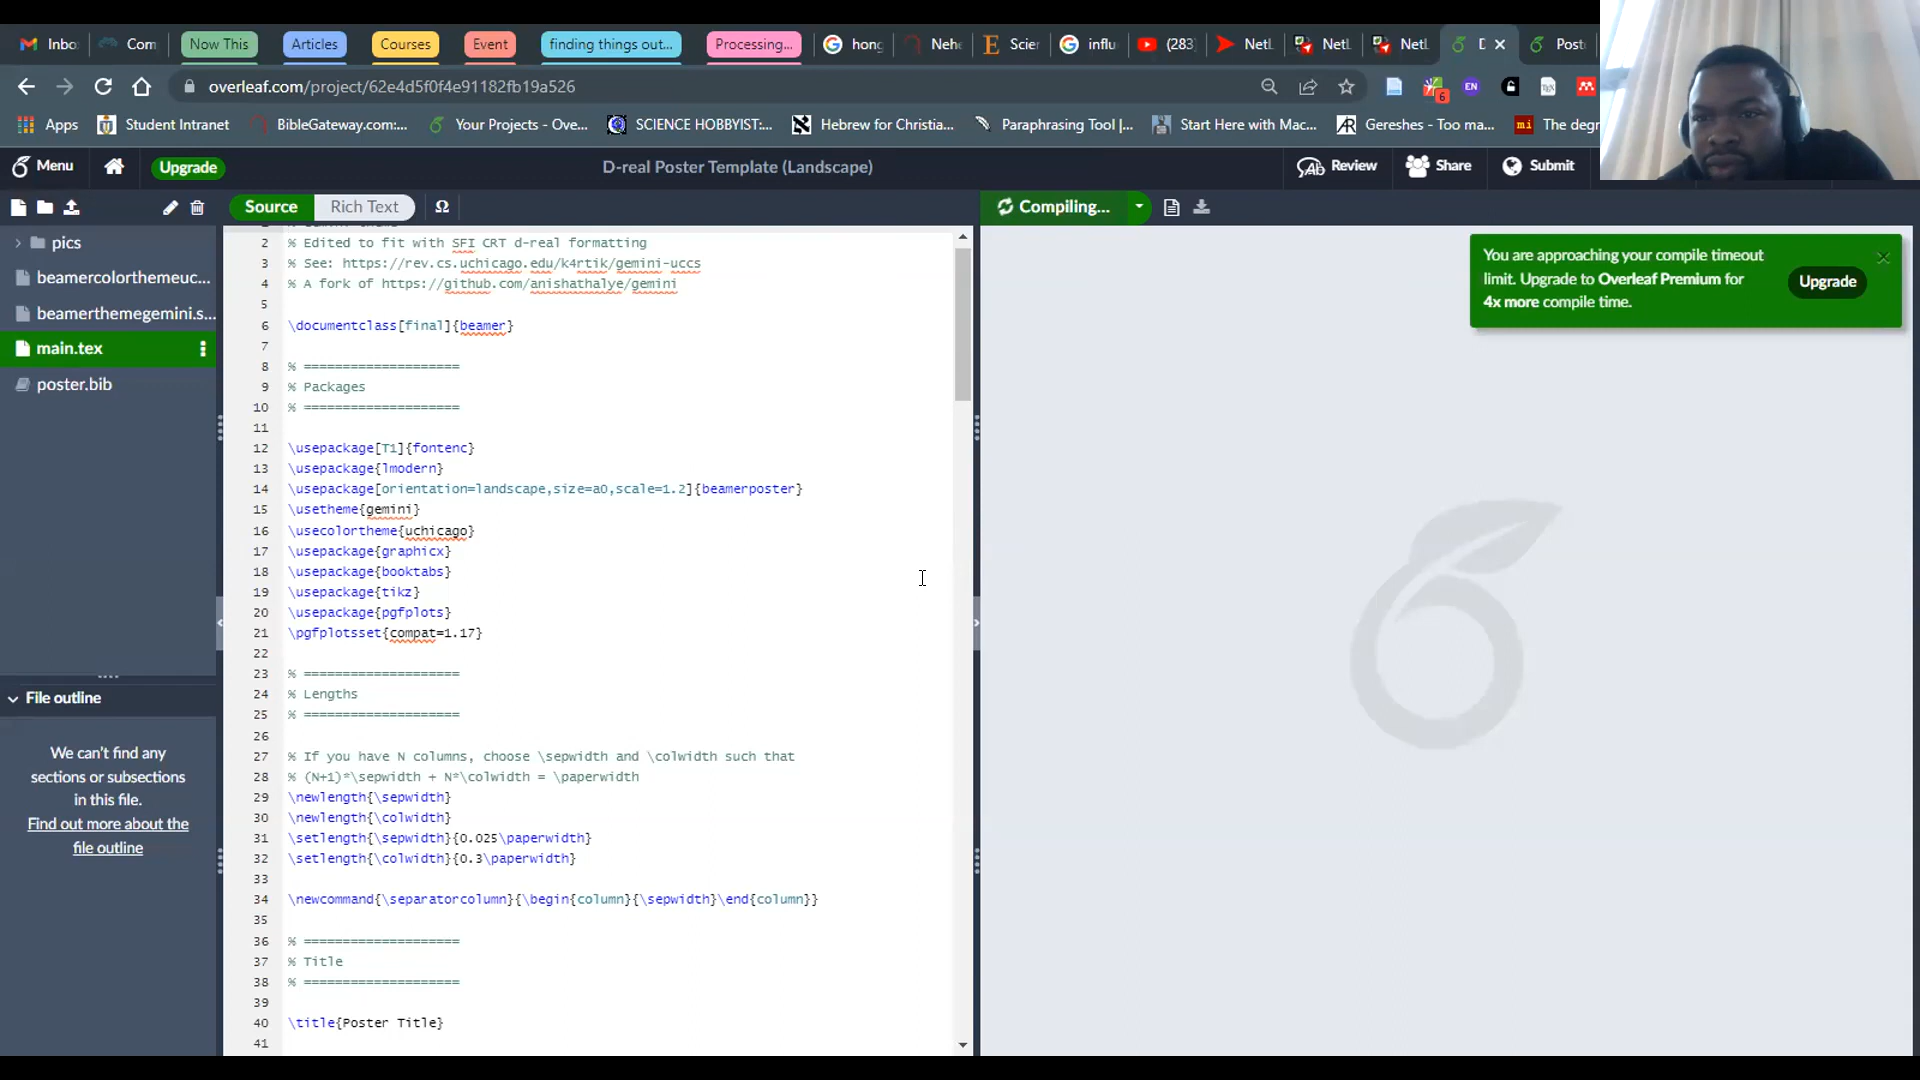 Inbo
Com
Now This
Articles
Courses
Event
finding things out...
Processing...
hong
Nehe
Scien
influ
(283)
NetL
NetL
NetL
D
Post
overleaf.com/project/62e4d5f0f4e91182fb19a526
6
EN
Apps
Student Intranet
BibleGateway.com:...
Your Projects - Ove...
SCIENCE HOBBYIST:...
Hebrew for Christia...
Paraphrasing Tool |...
Start Here with Mac...
Gereshes - Too ma...
The degr
Menu
Upgrade
D-real Poster Template (Landscape)
Review
Share
Submit
Source
Rich Text
Ω
Compiling...
pics
beamercolorthemeuc...
beamerthemegemini.s...
main.tex
poster.bib
File outline
We can't find any
sections or subsections
in this file.
Find out more about the
file outline
2 % Edited to fit with SFI CRT d-real formatting
3 % See: https://rev.cs.uchicago.edu/k4rtik/gemini-uccs
4 % A fork of https://github.com/anishathalye/gemini
5
6 \documentclass[final]{beamer}
7
8 % ====================
9 % Packages
10 % ====================
11
12 \usepackage[T1]{fontenc}
13 \usepackage{lmodern}
14 \usepackage[orientation=landscape,size=a0,scale=1.2]{beamerposter}
15 \usetheme{gemini}
16 \usecolortheme{uchicago}
17 \usepackage{graphicx}
18 \usepackage{booktabs}
19 \usepackage{tikz}
20 \usepackage{pgfplots}
21 \pgfplotsset{compat=1.17}
22
23 % ====================
24 % Lengths
25 % ====================
26
27 % If you have N columns, choose \sepwidth and \colwidth such that
28 % (N+1)*\sepwidth + N*\colwidth = \paperwidth
29 \newlength{\sepwidth}
30 \newlength{\colwidth}
31 \setlength{\sepwidth}{0.025\paperwidth}
32 \setlength{\colwidth}{0.3\paperwidth}
33
34 \newcommand{\separatorcolumn}{\begin{column}{\sepwidth}\end{column}}
35
36 % ====================
37 % Title
38 % ====================
39
40 \title{Poster Title}
41
You are approaching your compile timeout
limit. Upgrade to Overleaf Premium for
4x more compile time.
Upgrade